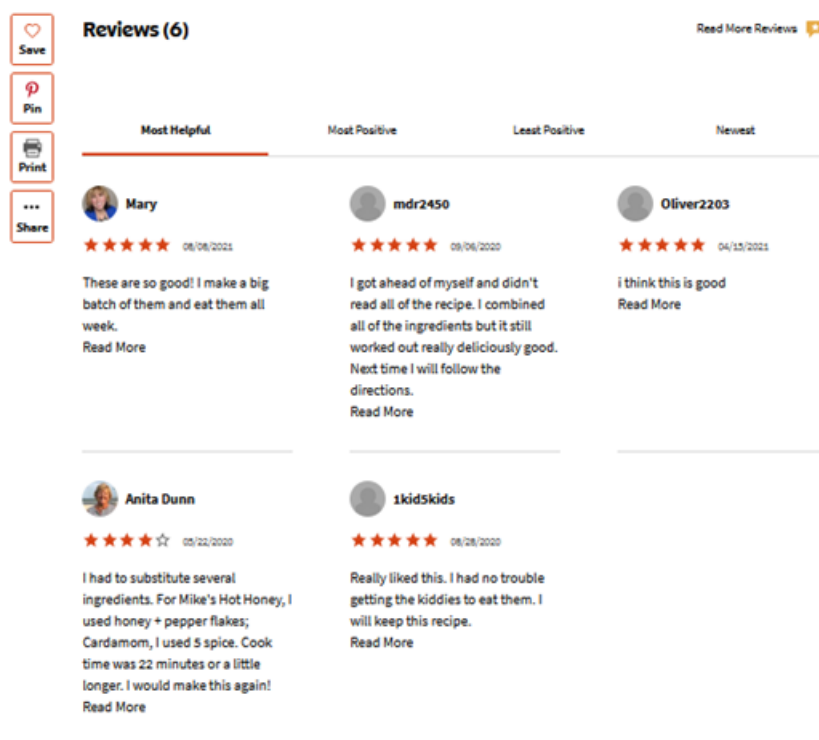 Save
Pin
Print
Share
Reviews (6)
Read More Reviews
Most Helpful
Most Positive
Least Positive
Newest
Mary
08/08/2021
These are so good! I make a big
batch of them and eat them all
week.
Read More
mdr2450
09/06/2020
I got ahead of myself and didn't
read all of the recipe. I combined
all of the ingredients but it still
worked out really deliciously good.
Next time I will follow the
directions.
Read More
Oliver2203
04/15/2021
i think this is good
Read More
Anita Dunn
05/22/2020
I had to substitute several
ingredients. For Mike's Hot Honey, I
used honey + pepper flakes;
Cardamom, I used 5 spice. Cook
time was 22 minutes or a little
longer. I would make this again!
Read More
1kid5kids
08/28/2020
Really liked this. I had no trouble
getting the kiddies to eat them. I
will keep this recipe.
Read More